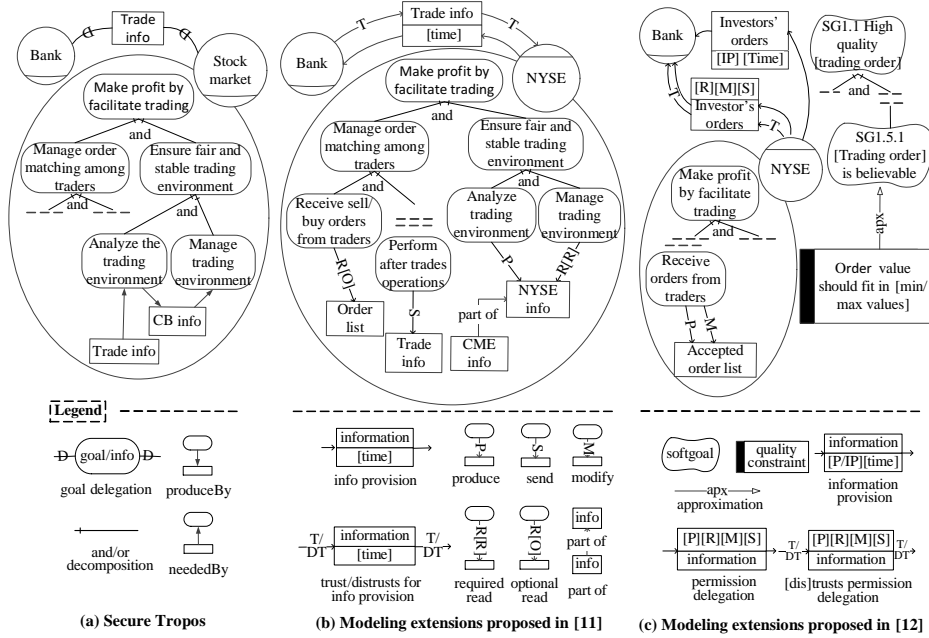 Trade
info
D
D
Bank
Stock
market
Make profit by
facilitate trading
and
Manage order
matching among
traders
and
Ensure fair and
stable trading
environment
and
Analyze the
trading
environment
Manage
trading
environment
CB info
Trade info
T
Trade info
[time]
T
Bank
NYSE
Make profit by
facilitate trading
and
Manage order
matching among
traders
and
Ensure fair and
stable trading
environment
and
Receive sell/
buy orders
from traders
Perform
after trades
operations
Analyze
trading
environment
Manage
trading
environment
R[O]
S
P
R[R]
Order
list
Trade
info
part of
CME
info
NYSE
info
Bank
Investors'
orders
[IP] [Time]
T
[R][M][S]
Investor's
orders
T
NYSE
SG1.1 High
quality
[trading order]
and
SG1.5.1
[Trading order]
is believable
apx
Order value
should fit in [min/
max values]
Make profit
by facilitate
trading
and
Receive
orders from
traders
P
M
Accepted
order list
Legend
D
goal/info
D
goal delegation
produceBy
and/or
decomposition
neededBy
information
[time]
info provision
P
produce
S
send
M
modify
T/
DT
information
[time]
T/
DT
trust/distrusts for
info provision
R[R]
required
read
R[O]
optional
read
info
part of
info
part of
softgoal
quality
constraint
information
[P/IP][time]
information
provision
apx
approximation
[P][R][M][S]
information
permission
delegation
T/
DT
[P][R][M][S]
information
T/
DT
[dis]trusts permission
delegation
(a) Secure Tropos
(b) Modeling extensions proposed in [11]
(c) Modeling extensions proposed in [12]